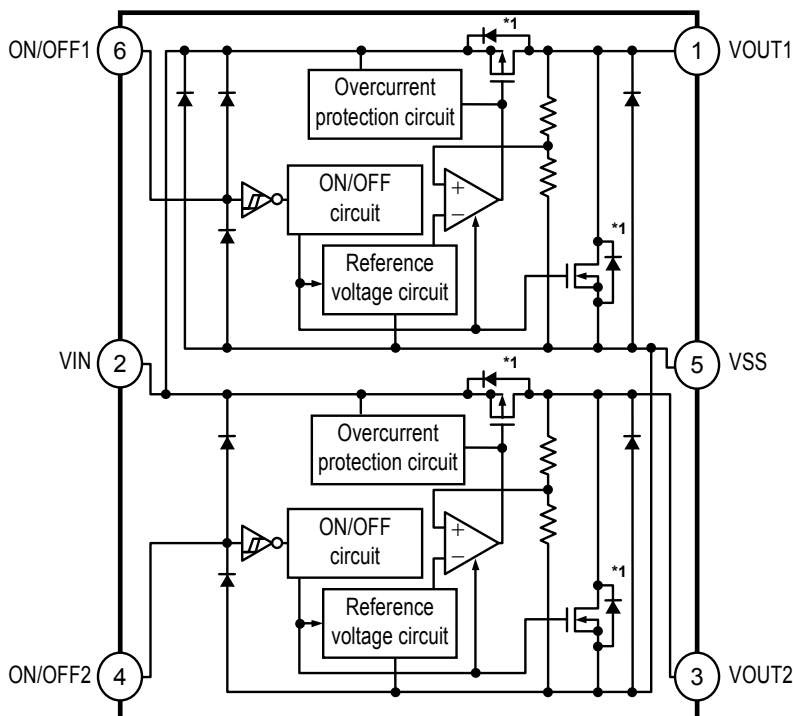 ON/OFF1
6
*1
1
VOUT1
Overcurrent
protection circuit
ON/OFF
circuit
+
−
*1
Reference
voltage circuit
VIN
2
*1
5
VSS
Overcurrent
protection circuit
ON/OFF
circuit
+
−
*1
Reference
voltage circuit
ON/OFF2
4
3
VOUT2